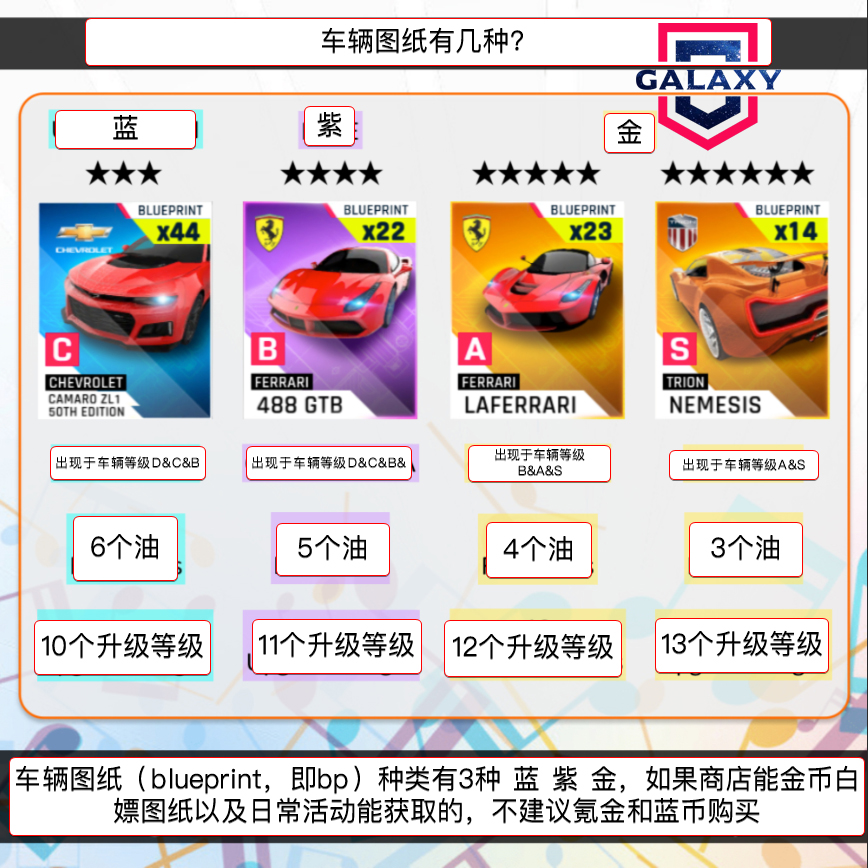 车辆图纸有几种?
GALAXY
蓝
紫
金
★★★
★★★★
★★★★★
★★★★★★
BLUEPRINT
x44
CHEVROLET
C
CHEVROLET
CAMARO ZL1
50TH EDITION
BLUEPRINT
x22
B
FERRARI
488 GTB
BLUEPRINT
x23
A
FERRARI
LAFERRARI
BLUEPRINT
x14
S
TRION
NEMESIS
出现于车辆等级D&C&B
出现于车辆等级D&C&B&
出现于车辆等级
B&A&S
出现于车辆等级A&S
6个油
5个油
4个油
3个油
10个升级等级
11个升级等级
12个升级等级
13个升级等级
车辆图纸（blueprint，即bp）种类有3种 蓝 紫 金，如果商店能金币白
嫖图纸以及日常活动能获取的，不建议氪金和蓝币购买